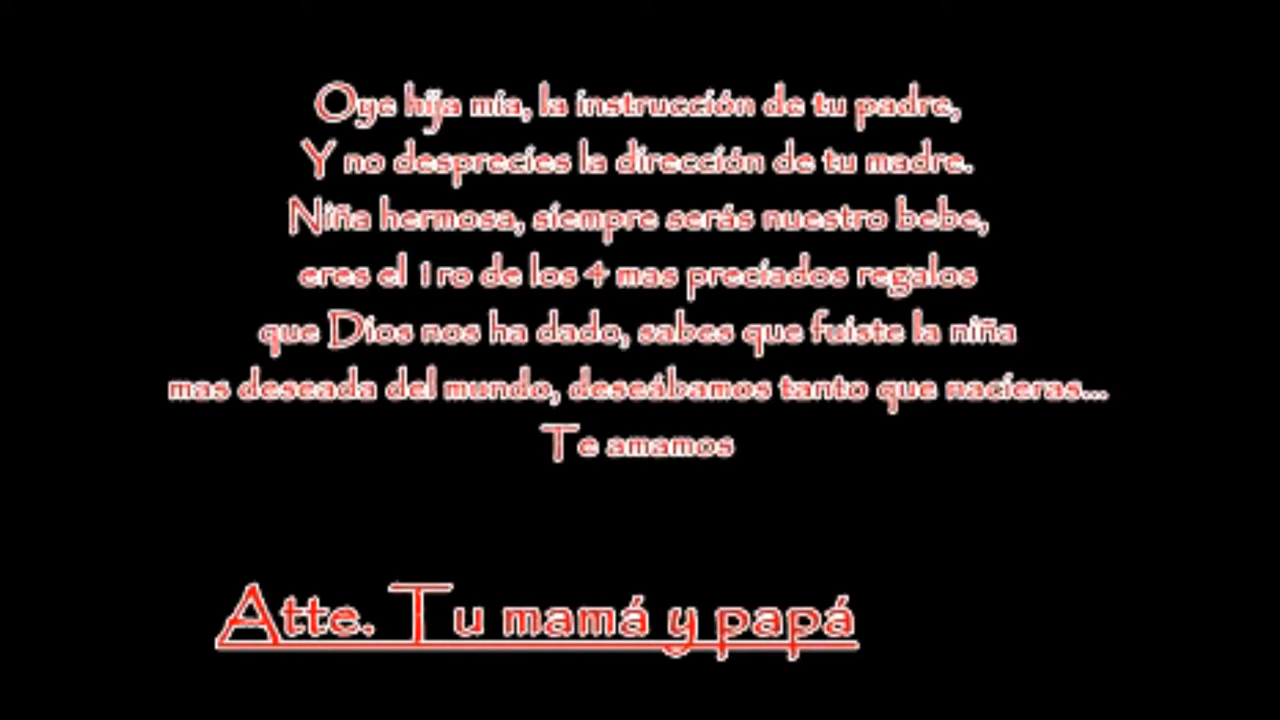 Oye hija mía, la instrucción de tu padre,
Y no desprecies la dirección de tu madre.
Niña hermosa, siempre serás nuestro bebe,
eres el 1ro de los 4 mas preciados regalos
que Dios nos ha dado, sabes que fuiste la niña
mas deseada del mundo, deseábamos tanto que nacieras...
Te amamos
Atte. Tu mamá y papá